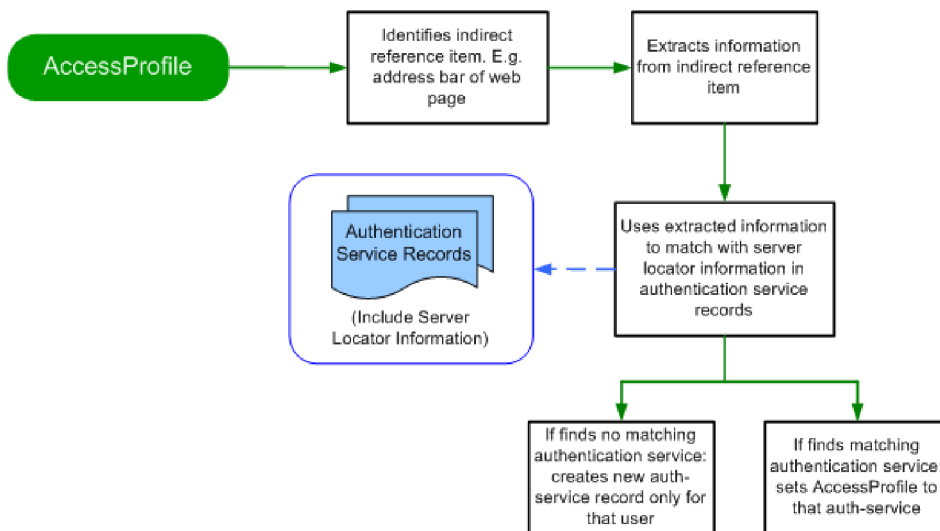 AccessProfile
Identifies indirect
reference item. E.g.
address bar of web
page
Extracts information
from indirect reference
item
Uses extracted information
to match with server
locator information in
authentication service
records
Authentication
Service Records
(Include Server
Locator Information)
If finds no matching
authentication service:
creates new auth-
service record only for
that user
If finds matching
authentication service:
sets AccessProfile to
that auth-service